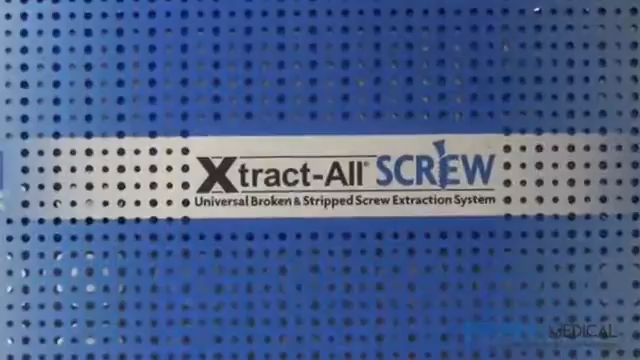 Xtract-All® SCREW
Universal Broken & Stripped Screw Extraction System
MEDICAL